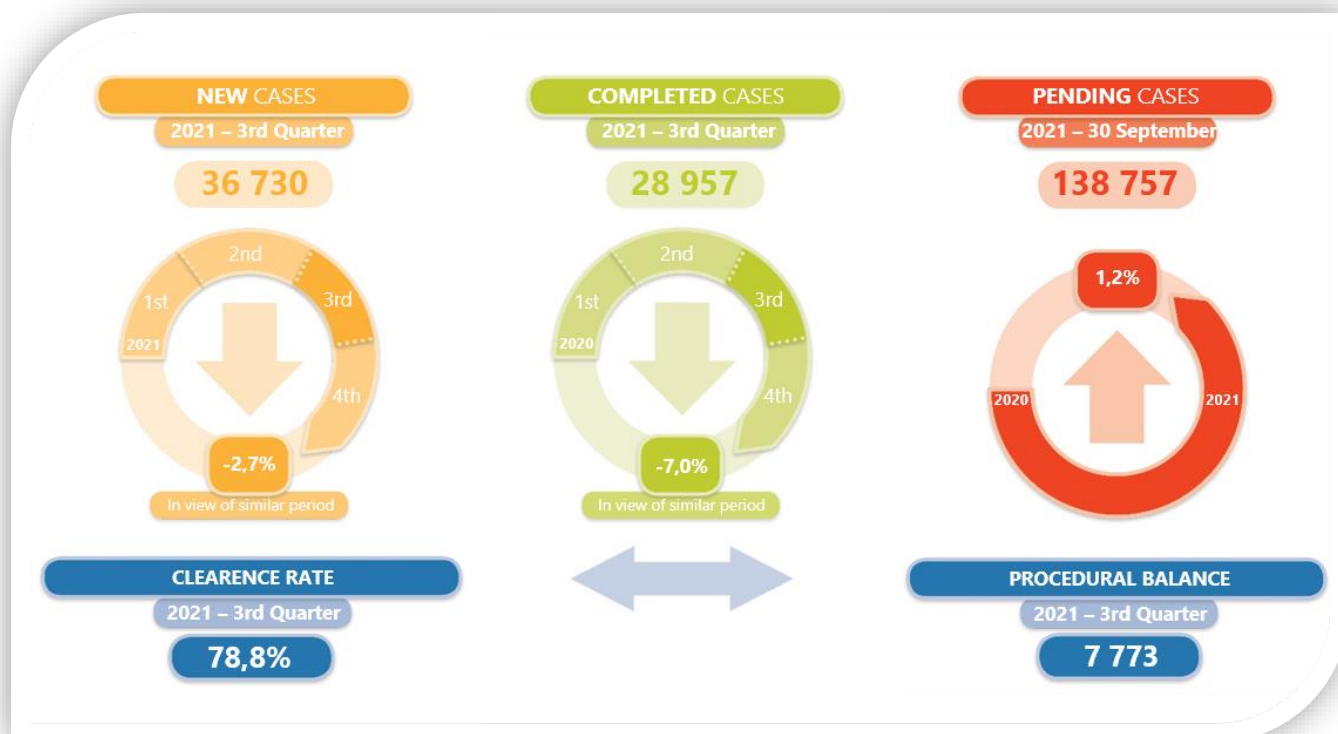 NEW CASES
2021 – 3rd Quarter
36 730
1st
2nd
3rd
4th
2021
-2,7%
In view of similar period
COMPLETED CASES
2021 – 3rd Quarter
28 957
1st
2nd
3rd
4th
2020
-7,0%
In view of similar period
PENDING CASES
2021 – 30 September
138 757
1,2%
2020
2021
CLEARENCE RATE
2021 – 3rd Quarter
78,8%
PROCEDURAL BALANCE
2021 – 3rd Quarter
7 773